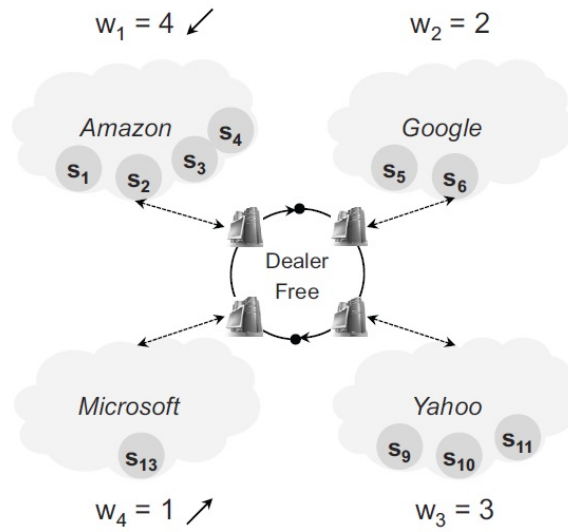 w₁ = 4 ↙
w₂ = 2
Amazon
s₁ s₂ s₃ s₄
Google
s₅ s₆
Dealer
Free
Microsoft
s₁₃
Yahoo
s₉ s₁₀ s₁₁
w₄ = 1 ↗
w₃ = 3